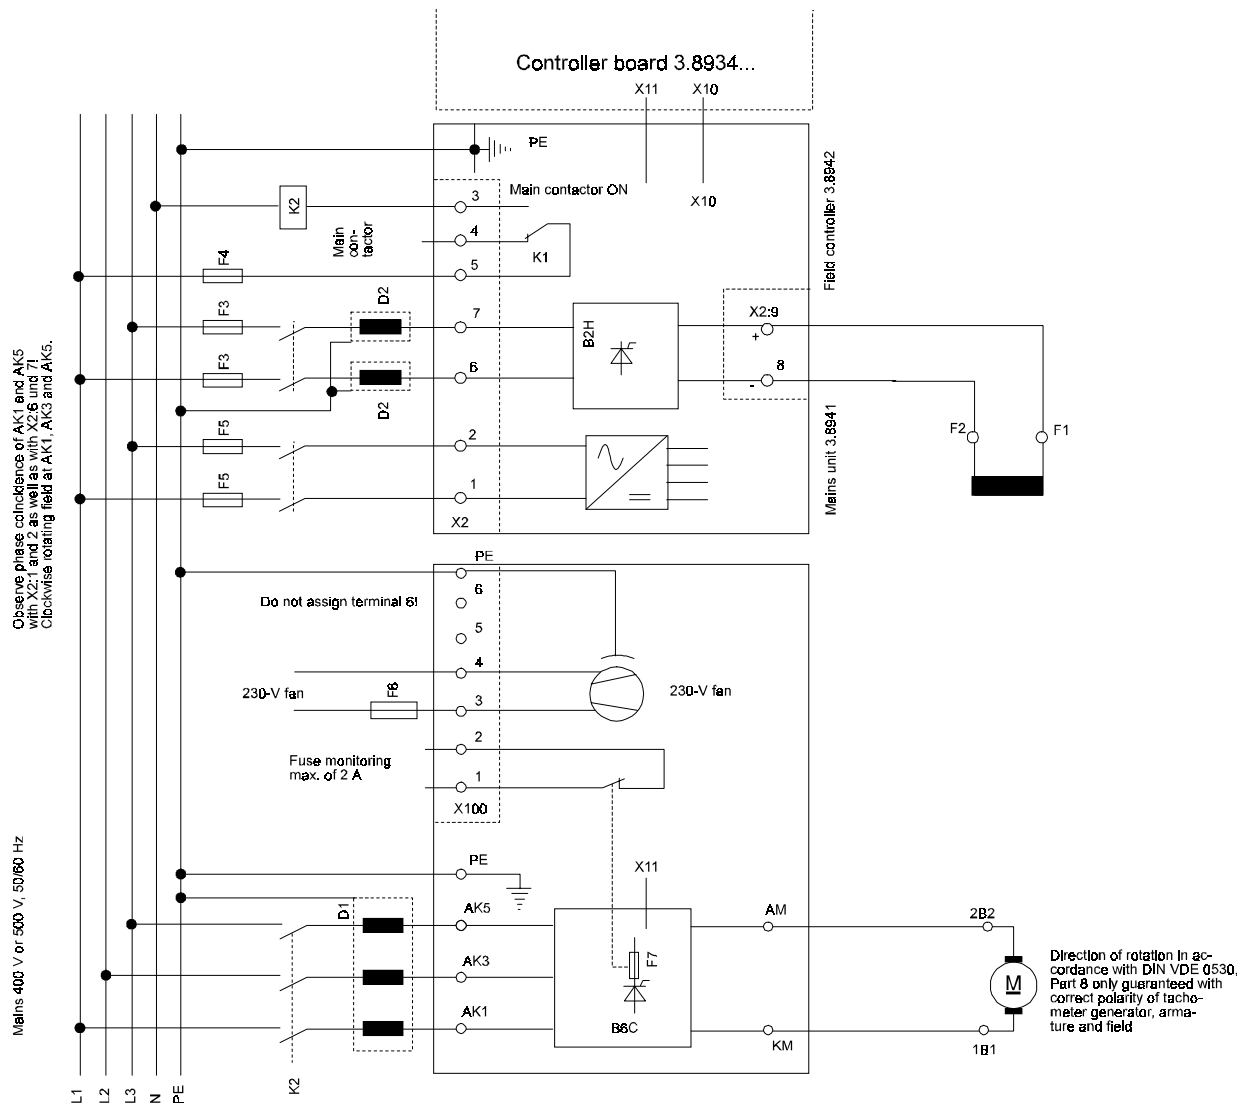 Controller board 3.8934...
X11
X10
PE
X10
Field controller 3.8942
Main contactor ON
3
K2
Main
con-
tactor
4
K1
F4
5
D2
F3
7
B2H
X2:9
+
F3
6
8
-
D2
F5
2
F2
F1
Mains unit 3.8941
F5
1
X2
Observe phase coincidence of AK1 and AK5
with X2:1 and 2 as well as with X2:6 und 7!
Clockwise rotating field at AK1, AK3 and AK5.
PE
Do not assign terminal 6!
6
5
4
230-V fan
F6
3
230-V fan
2
Fuse monitoring
max. of 2 A
1
X100
Mains 400 V or 500 V, 50/60 Hz
PE
X11
D1
AK5
AM
2B2
AK3
F7
M
Direction of rotation in ac-
cordance with DIN VDE 0530,
Part 8 only guaranteed with
correct polarity of tacho-
meter generator, arma-
ture and field
AK1
B6C
KM
1B1
K2
L1
L2
L3
N
PE